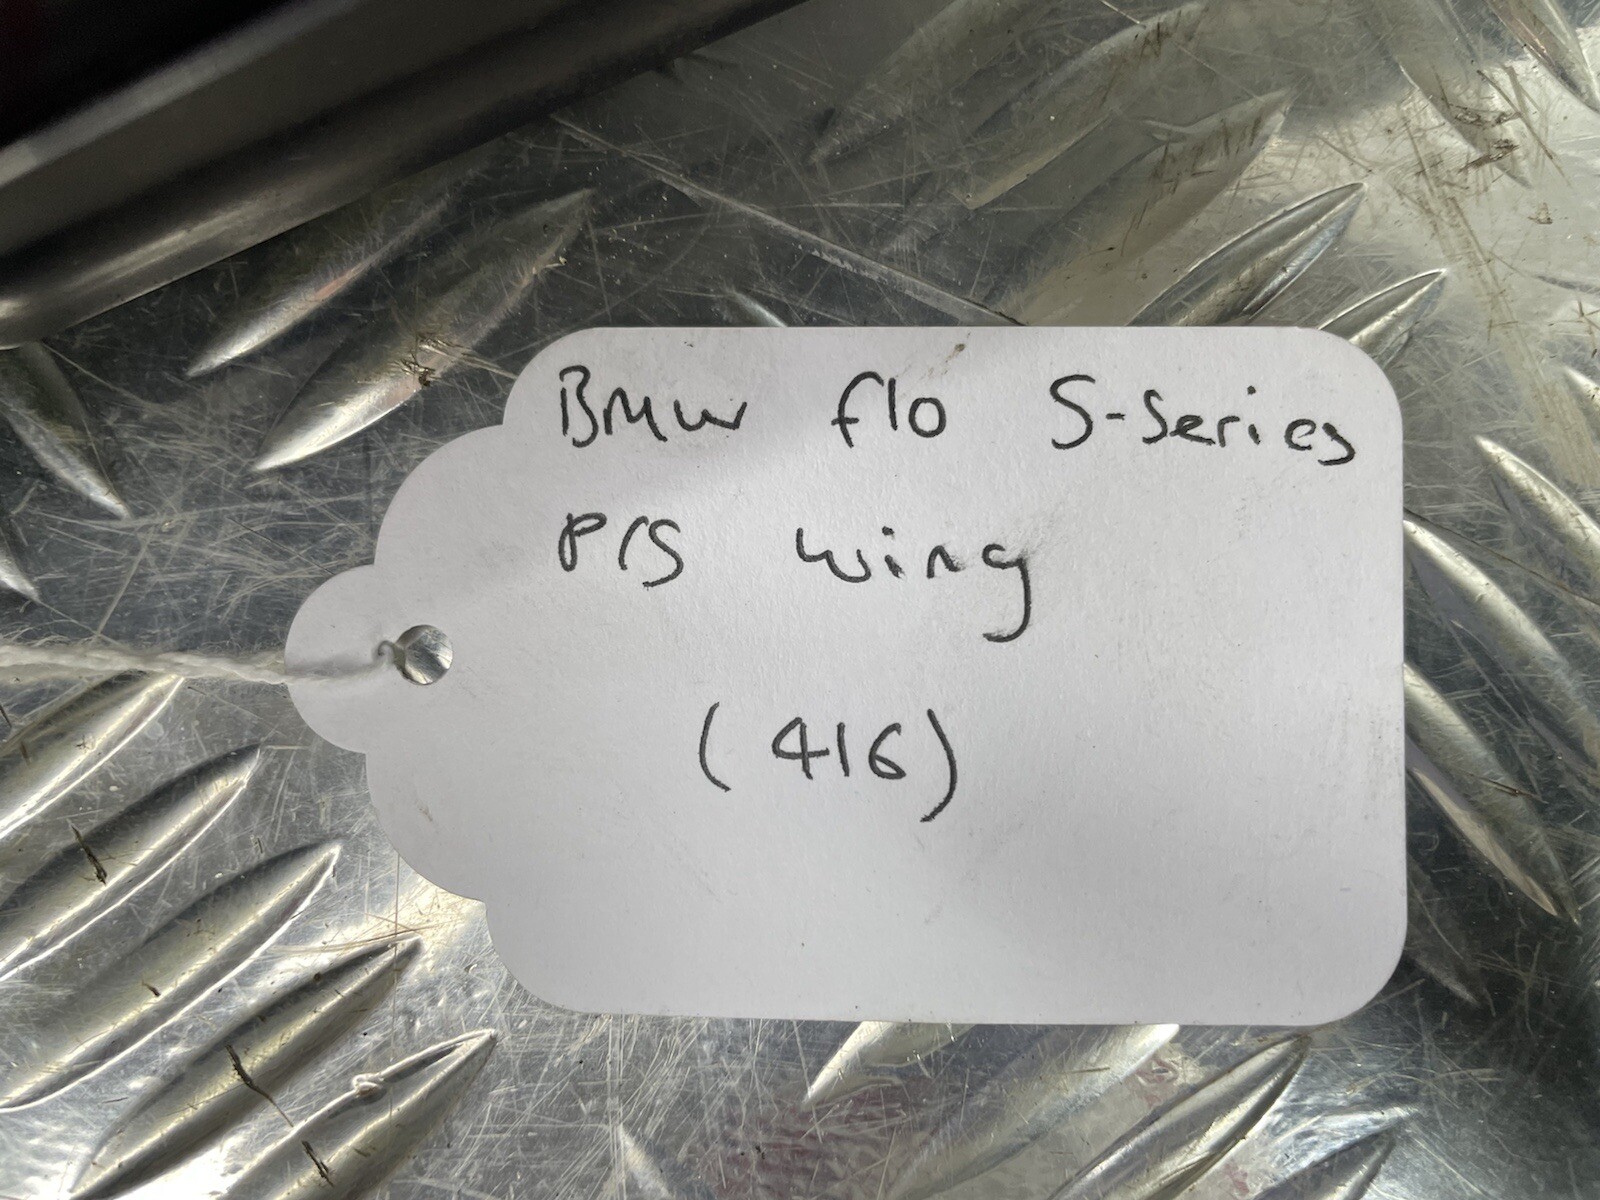 BMW f10 5-Series
P/S wing
(416)